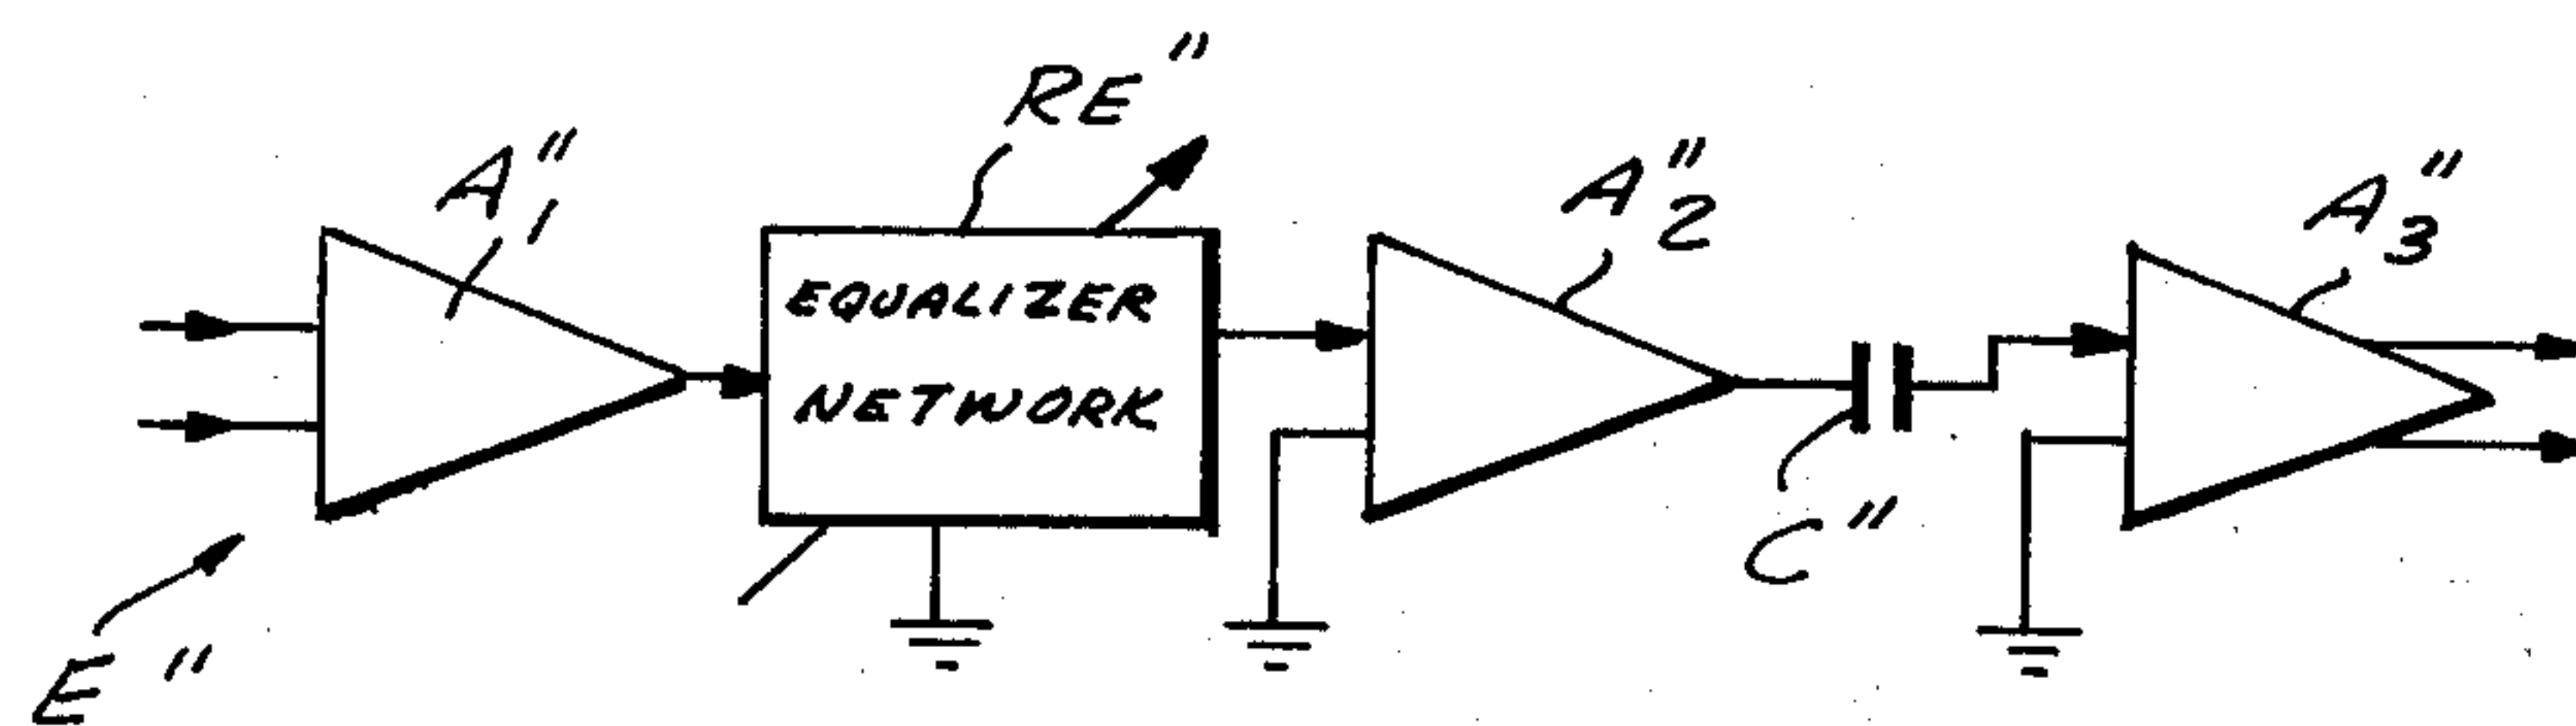 RE"
A"1
A"2
A"3
EQUALIZER
NETWORK
C"
E"